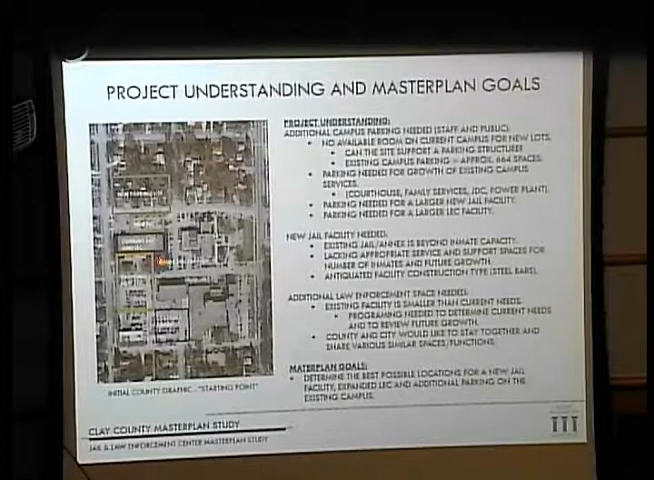 PROJECT UNDERSTANDING AND MASTERPLAN GOALS
PROJECT UNDERSTANDING:
ADDITIONAL CAMPUS PARKING NEEDED (STAFF AND PUBLIC)
• NO AVAILABLE ROOM ON CURRENT CAMPUS FOR NEW LOTS.
• CAN THE SITE SUPPORT A PARKING STRUCTURE?
• EXISTING CAMPUS PARKING = APPROX. 664 SPACES.
• PARKING NEEDED FOR GROWTH OF EXISTING CAMPUS
SERVICES.
• (COURTHOUSE, FAMILY SERVICES, JDC, POWER PLANT).
• PARKING NEEDED FOR A LARGER NEW JAIL FACILITY.
• PARKING NEEDED FOR A LARGER LEC FACILITY.
NEW JAIL FACILITY NEEDED:
• EXISTING JAIL/ANNEX IS BEYOND INMATE CAPACITY.
• LACKING APPROPRIATE SERVICE AND SUPPORT SPACES FOR
NUMBER OF INMATES AND FUTURE GROWTH.
• ANTIQUATED FACILITY CONSTRUCTION TYPE (STEEL BARS).
ADDITIONAL LAW ENFORCEMENT SPACE NEEDED:
• EXISTING FACILITY IS SMALLER THAN CURRENT NEEDS.
• PROGRAMING NEEDED TO DETERMINE CURRENT NEEDS
AND TO REVIEW FUTURE GROWTH.
• COUNTY AND CITY WOULD LIKE TO STAY TOGETHER AND
SHARE VARIOUS SIMILAR SPACES/FUNCTIONS.
MATERPLAN GOALS:
• DETERMINE THE BEST POSSIBLE LOCATIONS FOR A NEW JAIL
FACILITY, EXPANDED LEC AND ADDITIONAL PARKING ON THE
EXISTING CAMPUS.
INITIAL COUNTY GRAPHIC - "STARTING POINT"
CLAY COUNTY MASTERPLAN STUDY
JAIL & LAW ENFORCEMENT CENTER MASTERPLAN STUDY